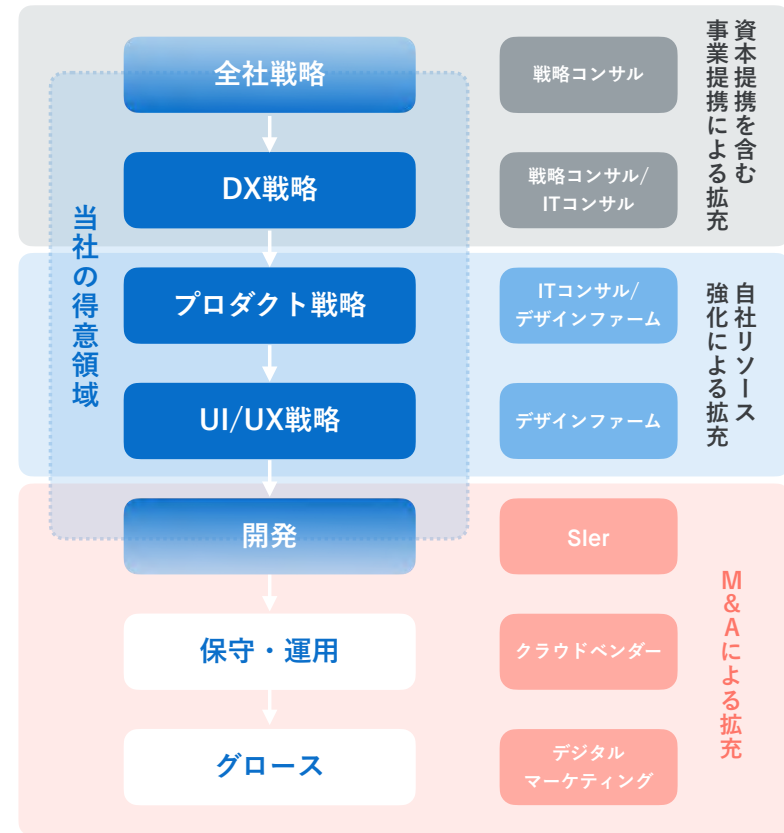 全社戦略
戦略コンサル
資本提携を含む
事業提携による拡充
DX戦略
戦略コンサル/
ITコンサル
当社の得意領域
プロダクト戦略
ITコンサル/
デザインファーム
自社リソース
強化による拡充
UI/UX戦略
デザインファーム
開発
SIer
M&Aによる拡充
保守・運用
クラウドベンダー
グロース
デジタル
マーケティング